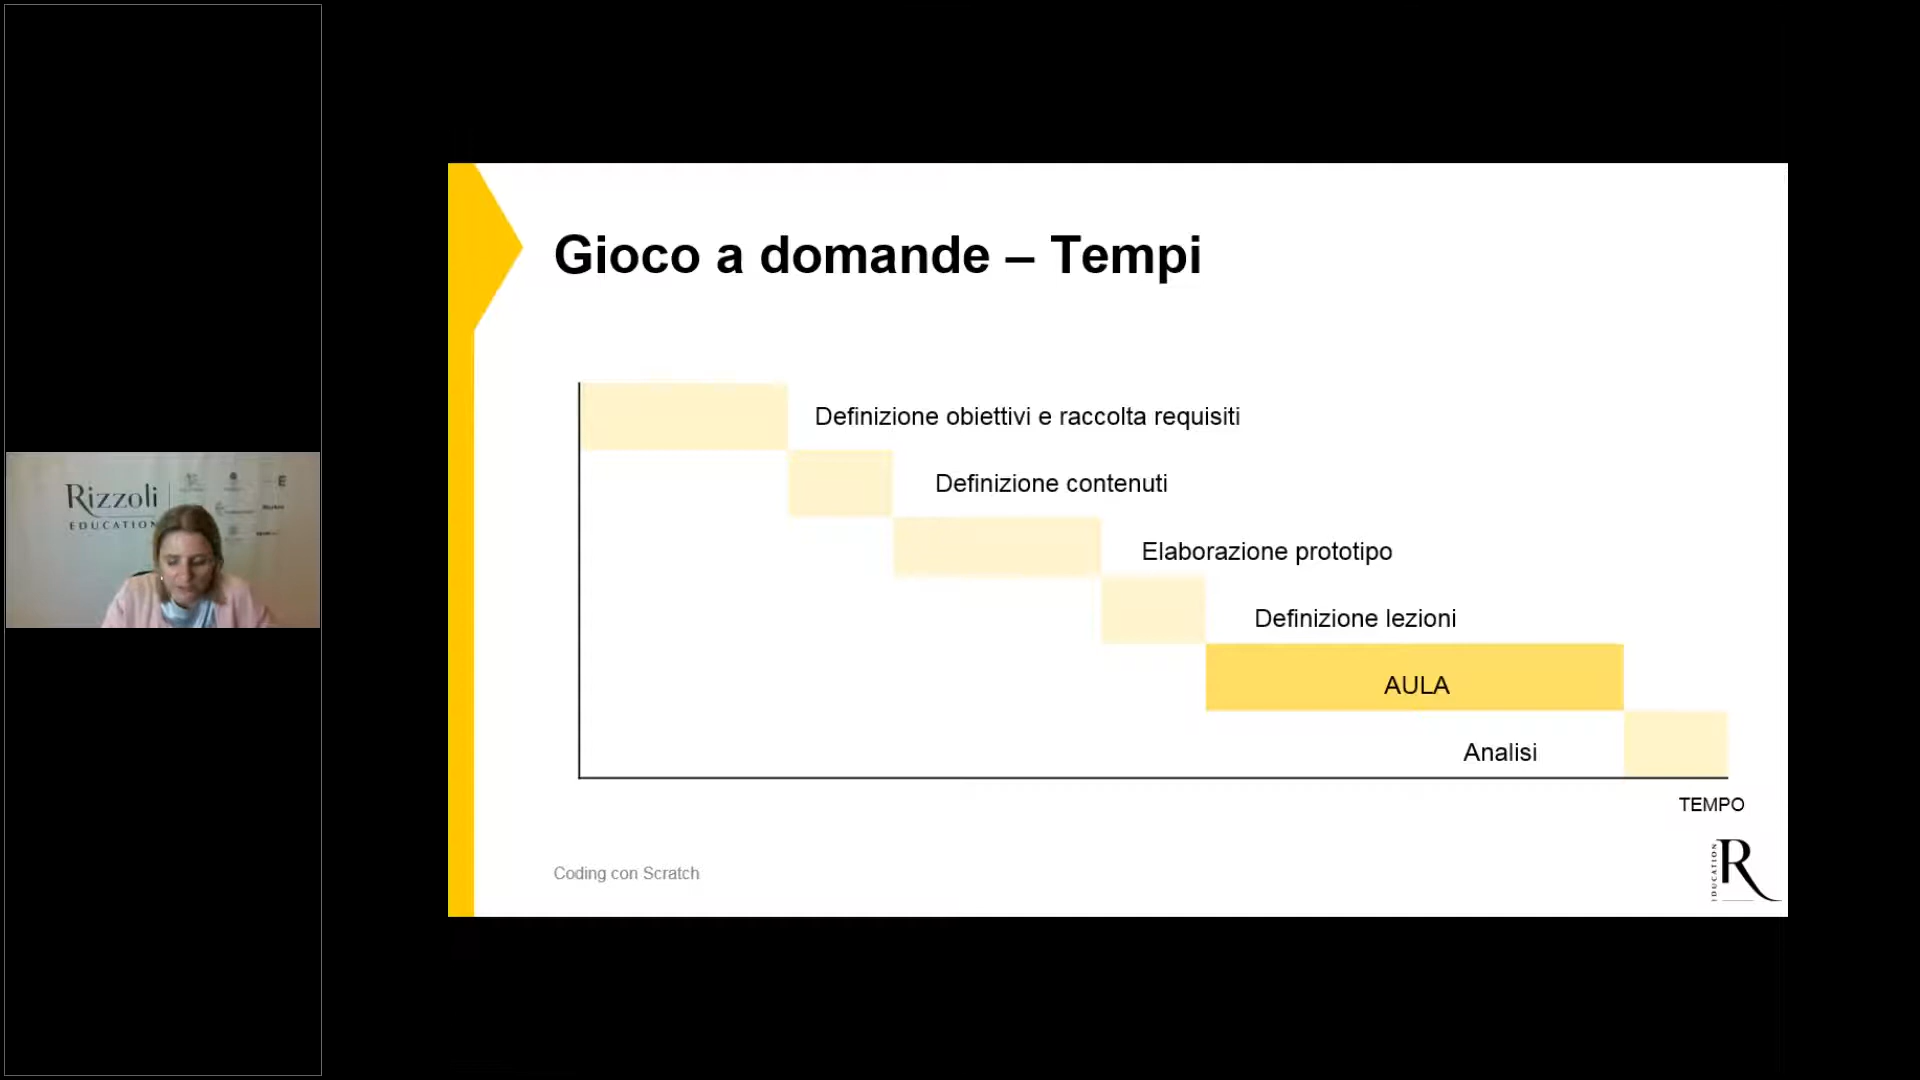 Rizzoli
EDUCATION
Gioco a domande – Tempi
Definizione obiettivi e raccolta requisiti
Definizione contenuti
Elaborazione prototipo
Definizione lezioni
AULA
Analisi
TEMPO
Coding con Scratch
EDUCATION
R